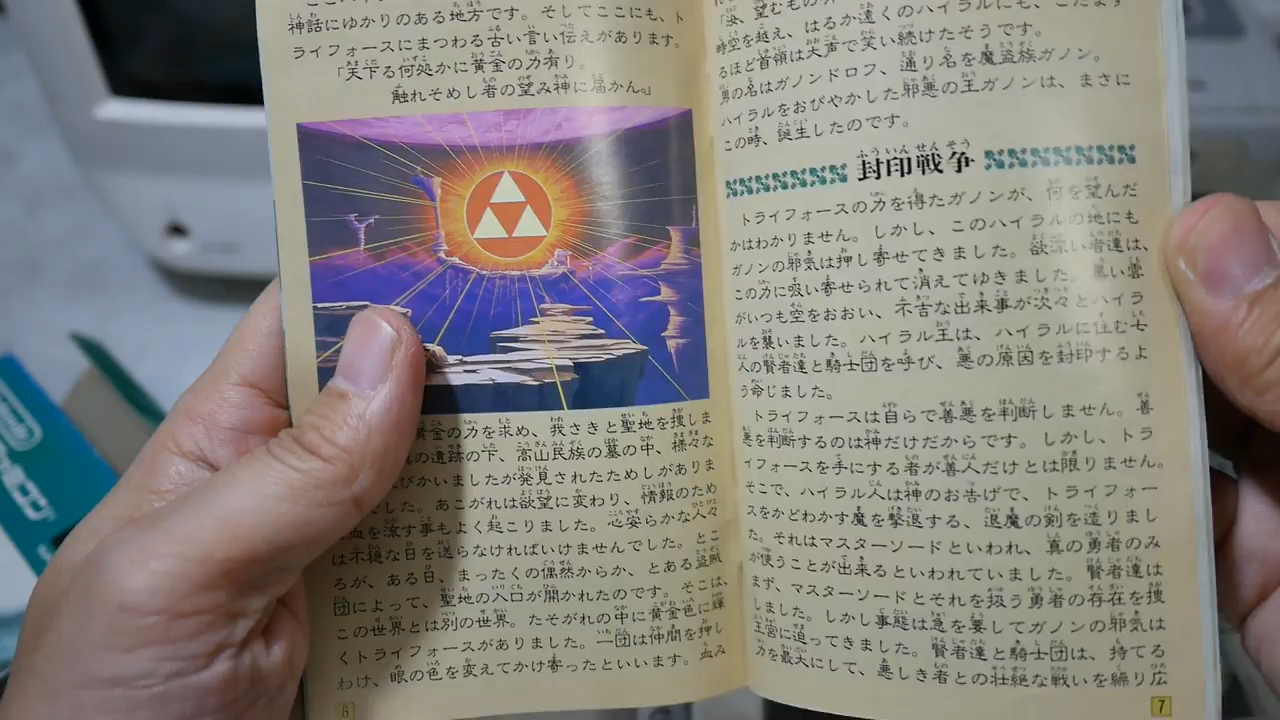 神話にゆかりのある地方です。そしてここにも、ト
ライフォースにまつわる古い言い伝えがあります。
「天下る何処かに黄金の力有り。
触れそめし者の望み神に届かん。」
黄金の力を求め、我さきと聖地を捜しま
の遺跡の下、高山民族の墓の中、様々な
びかいましたが発見されたためしがありま
でした。あこがれは欲望に変わり、情報のため
血を流す事もよく起こりました。心安らかな人々
は不穏な日を送らなければいけませんでした。とこ
ろが、ある日、まったくの偶然からか、とある盗賊
団によって、聖地の入口が開かれたのです。そこは、
この世界とは別の世界。たそがれの中に黄金色に輝
くトライフォースがありました。一団は仲間を押し
わけ、眼の色を変えてかけ寄ったといいます。血み
6
「汝、望むものが
時空を越え、はるか遠くのハイラルにも、こだます
るほど首領は大声で笑い続けたそうです。
男の名はガノンドロフ、通り名を魔盗賊ガノン。
ハイラルをおびやかした邪悪の王ガノンは、まさに
この時、誕生したのです。
封印戦争
トライフォースの力を得たガノンが、何を望んだ
かはわかりません。しかし、このハイラルの地にも
ガノンの邪気は押し寄せてきました。欲深い者達は、
この力に吸い寄せられて消えてゆきました。黒い雲
がいつも空をおおい、不吉な出来事が次々とハイラ
ルを襲いました。ハイラル王は、ハイラルに住む七
人の賢者達と騎士団を呼び、悪の原因を封印するよ
う命じました。
トライフォースは自らで善悪を判断しません。善
悪を判断するのは神だけだからです。しかし、トラ
イフォースを手にする者が善人だけとは限りません。
そこで、ハイラル人は神のお告げで、トライフォー
スをかどわかす魔を撃退する、退魔の剣を造りまし
た。それはマスターソードといわれ、真の勇者のみ
が使うことが出来るといわれていました。賢者達は
まず、マスターソードとそれを扱う勇者の存在を捜
しました。しかし事態は急を要してガノンの邪気は
王宮に迫ってきました。賢者達と騎士団は、持てる
力を最大にして、悪しき者との壮絶な戦いを繰り広
7